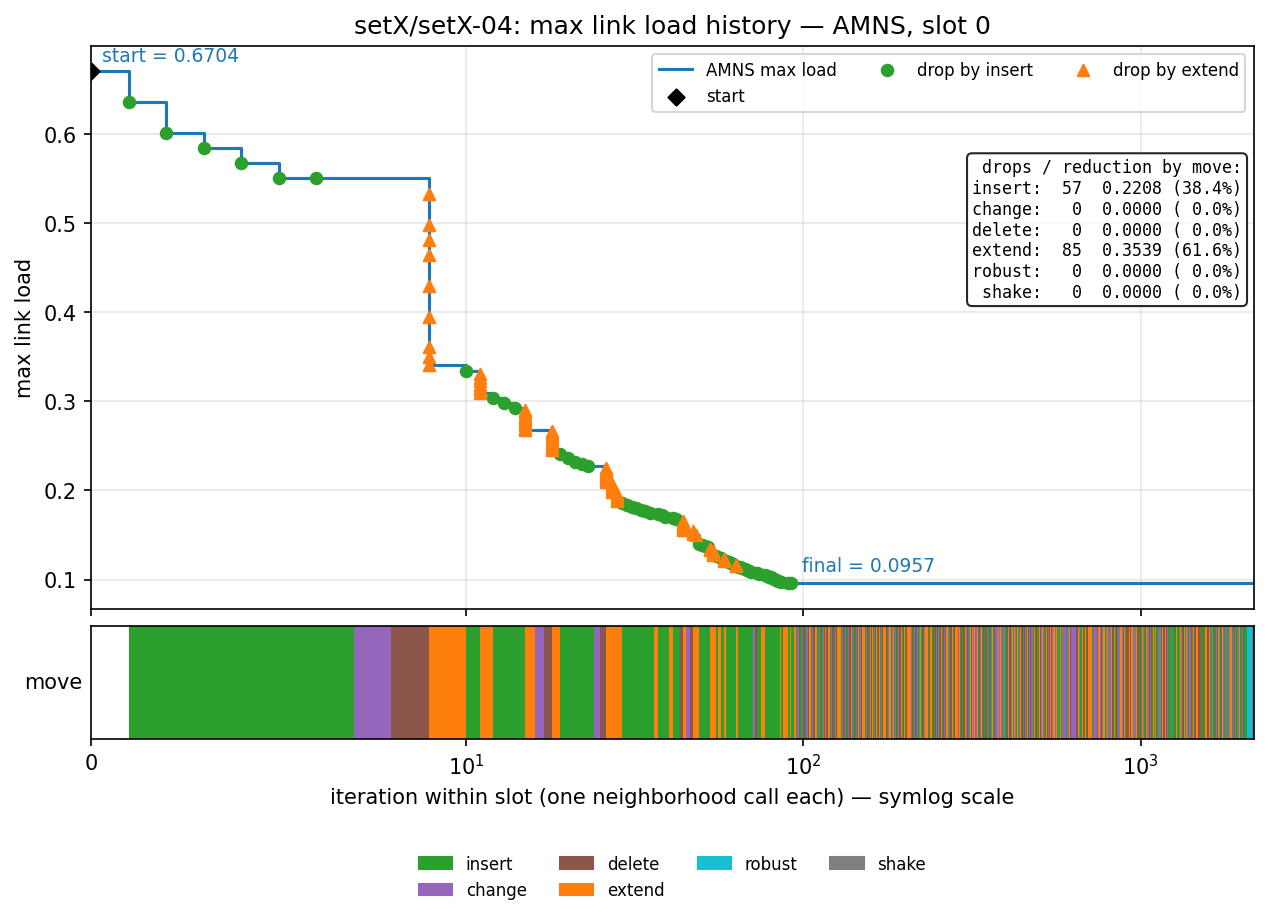 setX/setX-04: max link load history — AMNS, slot 0
start = 0.6704
AMNS max load
drop by insert
drop by extend
start
drops / reduction by move:
insert: 57 0.2208 (38.4%)
change: 0 0.0000 ( 0.0%)
delete: 0 0.0000 ( 0.0%)
extend: 85 0.3539 (61.6%)
robust: 0 0.0000 ( 0.0%)
shake: 0 0.0000 ( 0.0%)
max link load
0.6
0.5
0.4
0.3
0.2
0.1
final = 0.0957
move
0
10¹
10²
10³
iteration within slot (one neighborhood call each) — symlog scale
insert
delete
robust
shake
change
extend